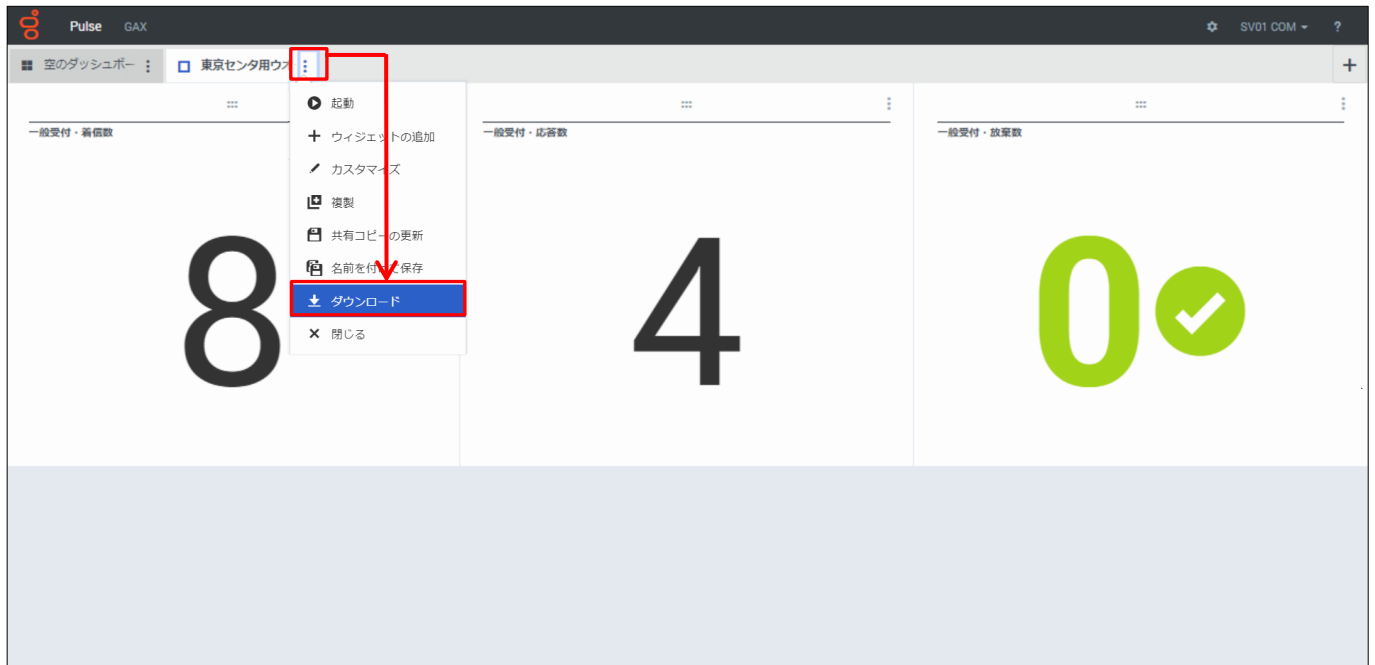 Pulse GAX SV01 COM ?
空のダッシュボー 東京センタ用ウオ
起動
ウィジェットの追加
カスタマイズ
複製
共有コピーの更新
名前を付けて保存
ダウンロード
閉じる
一般受付・着信数
8
一般受付・応答数
4
一般受付・放棄数
0